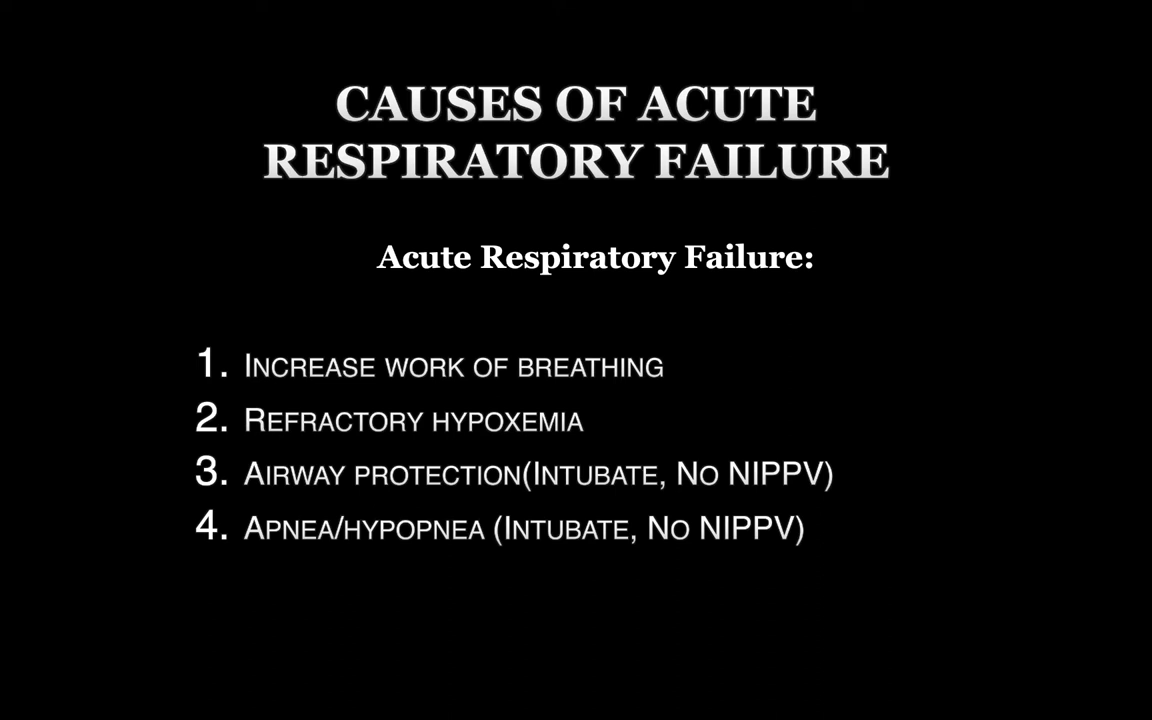 CAUSES OF ACUTE
RESPIRATORY FAILURE
Acute Respiratory Failure:
1. INCREASE WORK OF BREATHING
2. REFRACTORY HYPOXEMIA
3. AIRWAY PROTECTION(INTUBATE, NO NIPPV)
4. APNEA/HYPOPNEA (INTUBATE, NO NIPPV)